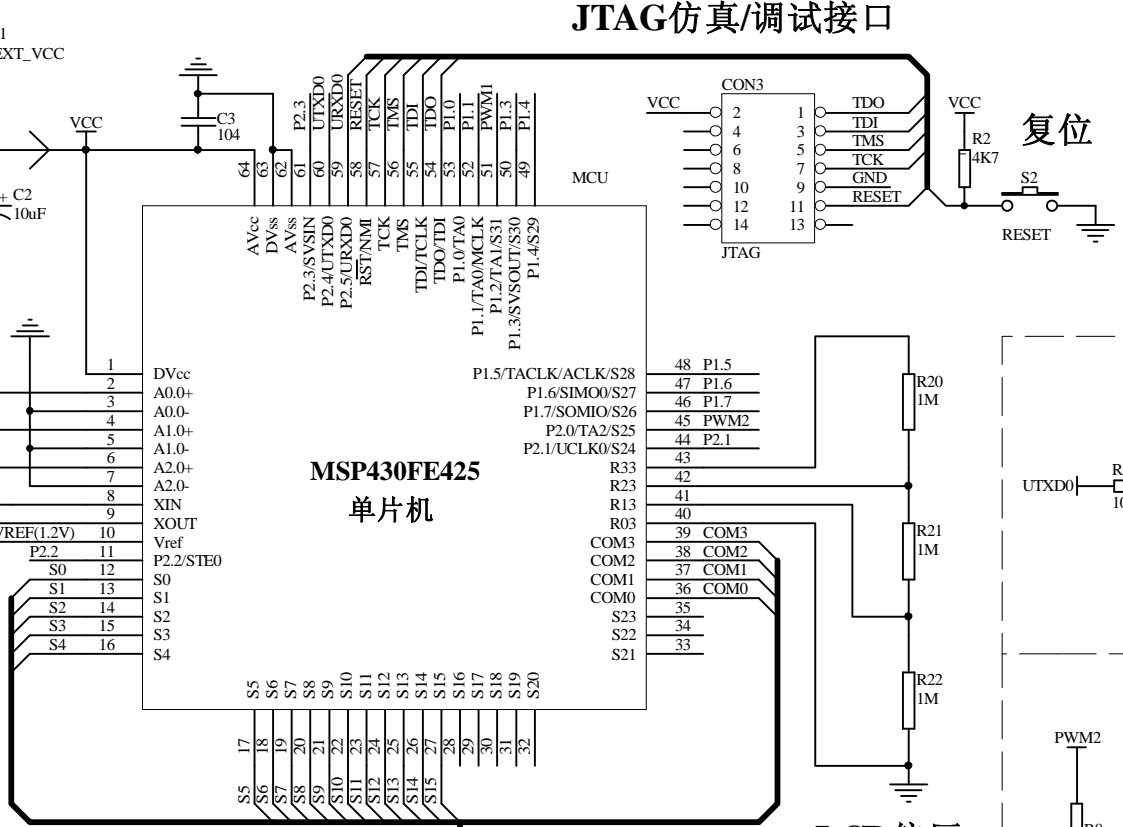 JTAG仿真/调试接口
EXT_VCC
VCC
C3
104
C2
10uF
P2.3
UTXD0
URXD0
RESET
TCK
TMS
TDI
TDO
P1.0
P1.1
PWM1
P1.3
P1.4
64
63
62
61
60
59
58
57
56
55
54
53
52
51
50
49
MCU
AVcc
DVss
AVss
P2.3/SVSIN
P2.4/UTXD0
P2.5/URXD0
RST/NMI
TCK
TMS
TDI/TCLK
TDO/TDI
P1.0/TA0
P1.1/TA0/MCLK
P1.2/TA1/S31
P1.3/SVSOUT/S30
P1.4/S29
CON3
VCC
2
4
6
8
10
12
14
1
3
5
7
9
11
13
TDO
TDI
TMS
TCK
GND
RESET
JTAG
VCC
R2
4K7
复位
S2
RESET
1 DVcc
2 A0.0+
3 A0.0-
4 A1.0+
5 A1.0-
6 A2.0+
7 A2.0-
8 XIN
9 XOUT
VREF(1.2V) 10 Vref
P2.2 11 P2.2/STE0
S0 12 S0
S1 13 S1
S2 14 S2
S3 15 S3
S4 16 S4
MSP430FE425
单片机
P1.5/TACLK/ACLK/S28 48 P1.5
P1.6/SIMO0/S27 47 P1.6
P1.7/SOMIO/S26 46 P1.7
P2.0/TA2/S25 45 PWM2
P2.1/UCLK0/S24 44 P2.1
R33 43
R23 42
R13 41
R03 40
COM3 39 COM3
COM2 38 COM2
COM1 37 COM1
COM0 36 COM0
S23 35
S22 34
S21 33
R20
1M
R21
1M
R22
1M
UTXD0
PWM2
S5
S6
S7
S8
S9
S10
S11
S12
S13
S14
S15
S16
S17
S18
S19
S20
17
18
19
20
21
22
23
24
25
26
27
28
29
30
31
32
S5
S6
S7
S8
S9
S10
S11
S12
S13
S14
S15